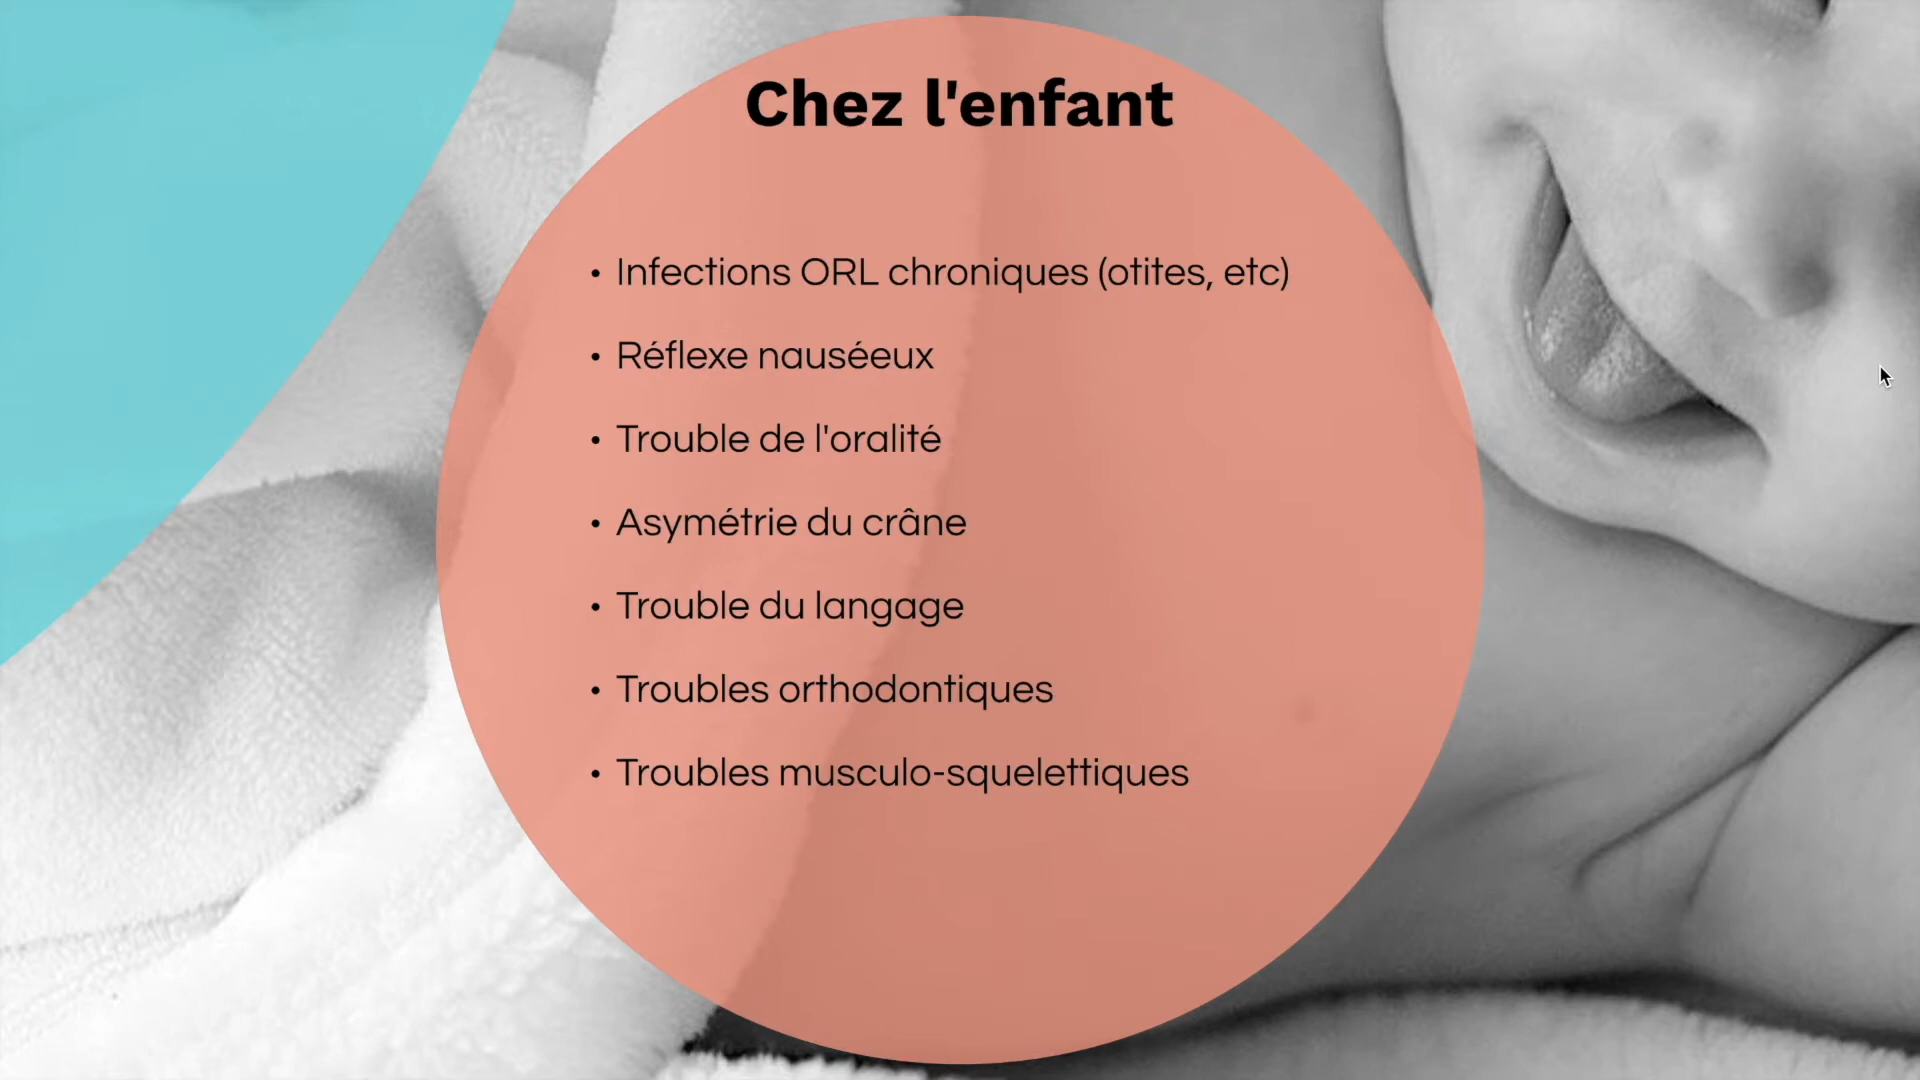 Chez l'enfant
• Infections ORL chroniques (otites, etc)
• Réflexe nauséeux
• Trouble de l'oralité
• Asymétrie du crâne
• Trouble du langage
• Troubles orthodontiques
• Troubles musculo-squelettiques